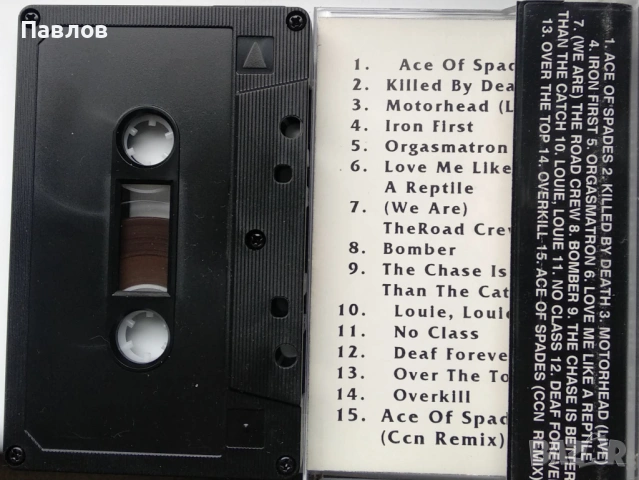 Павлов
1. Ace Of Spad
2. Killed By Dea
3. Motorhead (L
4. Iron First
5. Orgasmatron
6. Love Me Like
A Reptile
7. (We Are)
TheRoad Crev
8. Bomber
9. The Chase Is
Than The Cat
10. Louie, Louie
11. No Class
12. Deaf Foreve
13. Over The To
14. Overkill
15. Ace Of Spad
(Ccn Remix)
1. ACE OF SPADES 2. KILLED BY DEATH 3. MOTORHEAD (LIVE)
4. IRON FIRST 5. ORGASMATRON 6. LOVE ME LIKE A REPTILE
7. (WE ARE) THE ROAD CREW 8. BOMBER 9. THE CHASE IS BETTER
THAN THE CATCH 10. LOUIE, LOUIE 11. NO CLASS 12. DEAF FOREVE
13. OVER THE TOP 14. OVERKILL 15. ACE OF SPADES (CCN REMIX)